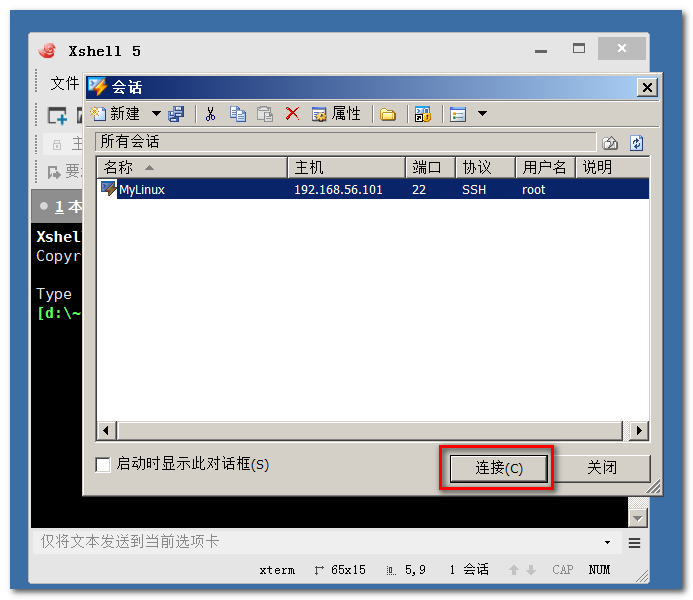 Xshell 5
文件
会话
新建 属性
所有会话
名称 主机 端口 协议 用户名 说明
MyLinux 192.168.56.101 22 SSH root
主
要
1 本
Xshel
Copyr
Type
[d:\~
启动时显示此对话框(S)
连接(C) 关闭
仅将文本发送到当前选项卡
xterm 65x15 5,9 1 会话 CAP NUM